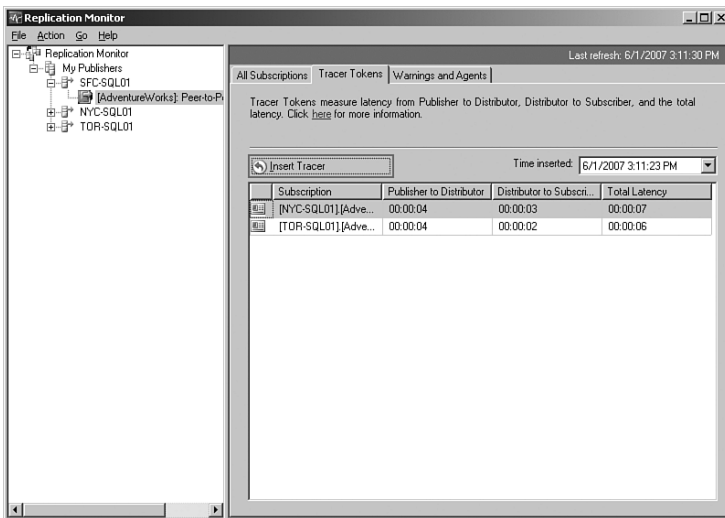 Replication Monitor
File Action Go Help
Replication Monitor
My Publishers
SFC-SQL01
[AdventureWorks]: Peer-to-P
NYC-SQL01
TOR-SQL01
Last refresh: 6/1/2007 3:11:30 PM
All Subscriptions Tracer Tokens Warnings and Agents
Tracer Tokens measure latency from Publisher to Distributor, Distributor to Subscriber, and the total
latency. Click here for more information.
Insert Tracer Time inserted: 6/1/2007 3:11:23 PM
Subscription Publisher to Distributor Distributor to Subscri... Total Latency
[NYC-SQL01].[Adve... 00:00:04 00:00:03 00:00:07
[TOR-SQL01].[Adve... 00:00:04 00:00:02 00:00:06